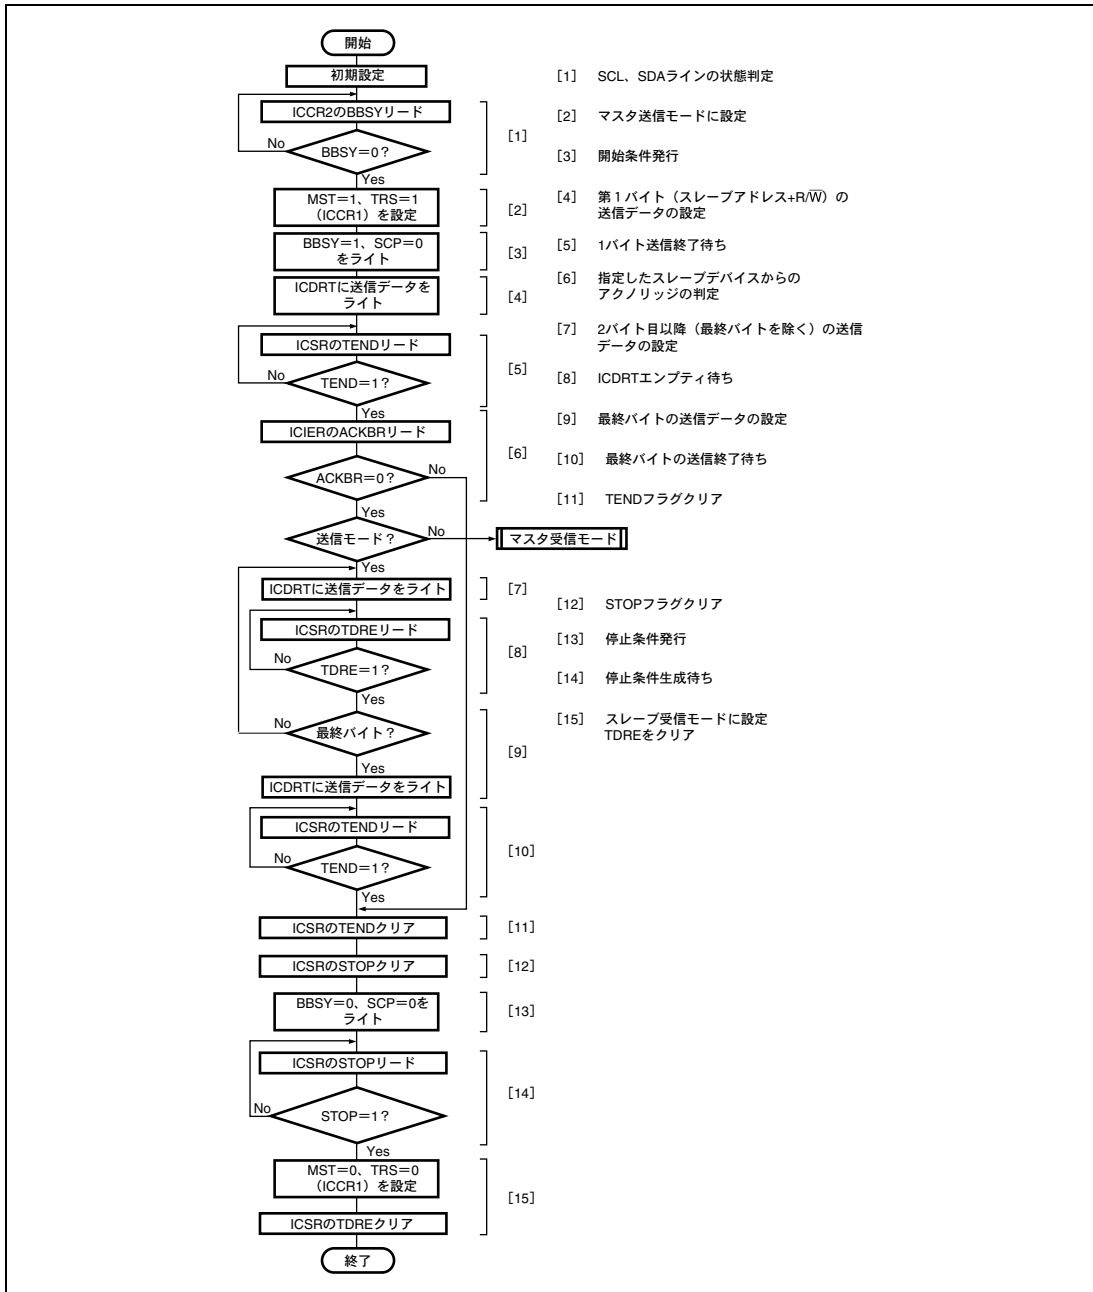 開始
初期設定
ICCR2のBBSYリード
[1]
No
BBSY＝0？
Yes
MST＝1、TRS＝1
（ICCR1）を設定
[2]
BBSY＝1、SCP＝0
をライト
[3]
ICDRTに送信データを
ライト
[4]
ICSRのTENDリード
No
TEND＝1？
[5]
Yes
ICIERのACKBRリード
[6]
ACKBR＝0？
No
Yes
送信モード？
No
マスタ受信モード
Yes
ICDRTに送信データをライト
[7]
ICSRのTDREリード
[8]
No
TDRE＝1？
Yes
No
最終バイト？
[9]
Yes
ICDRTに送信データをライト
ICSRのTENDリード
[10]
No
TEND＝1？
Yes
ICSRのTENDクリア
[11]
ICSRのSTOPクリア
[12]
BBSY＝0、SCP＝0を
ライト
[13]
ICSRのSTOPリード
[14]
No
STOP＝1？
Yes
MST＝0、TRS＝0
（ICCR1）を設定
[15]
ICSRのTDREクリア
終了
[1] SCL、SDAラインの状態判定
[2] マスタ送信モードに設定
[3] 開始条件発行
[4] 第１バイト（スレーブアドレス+R/W̅）の
送信データの設定
[5] 1バイト送信終了待ち
[6] 指定したスレーブデバイスからの
アクノリッジの判定
[7] 2バイト目以降（最終バイトを除く）の送信
データの設定
[8] ICDRTエンプティ待ち
[9] 最終バイトの送信データの設定
[10] 最終バイトの送信終了待ち
[11] TENDフラグクリア
[12] STOPフラグクリア
[13] 停止条件発行
[14] 停止条件生成待ち
[15] スレーブ受信モードに設定
TDREをクリア